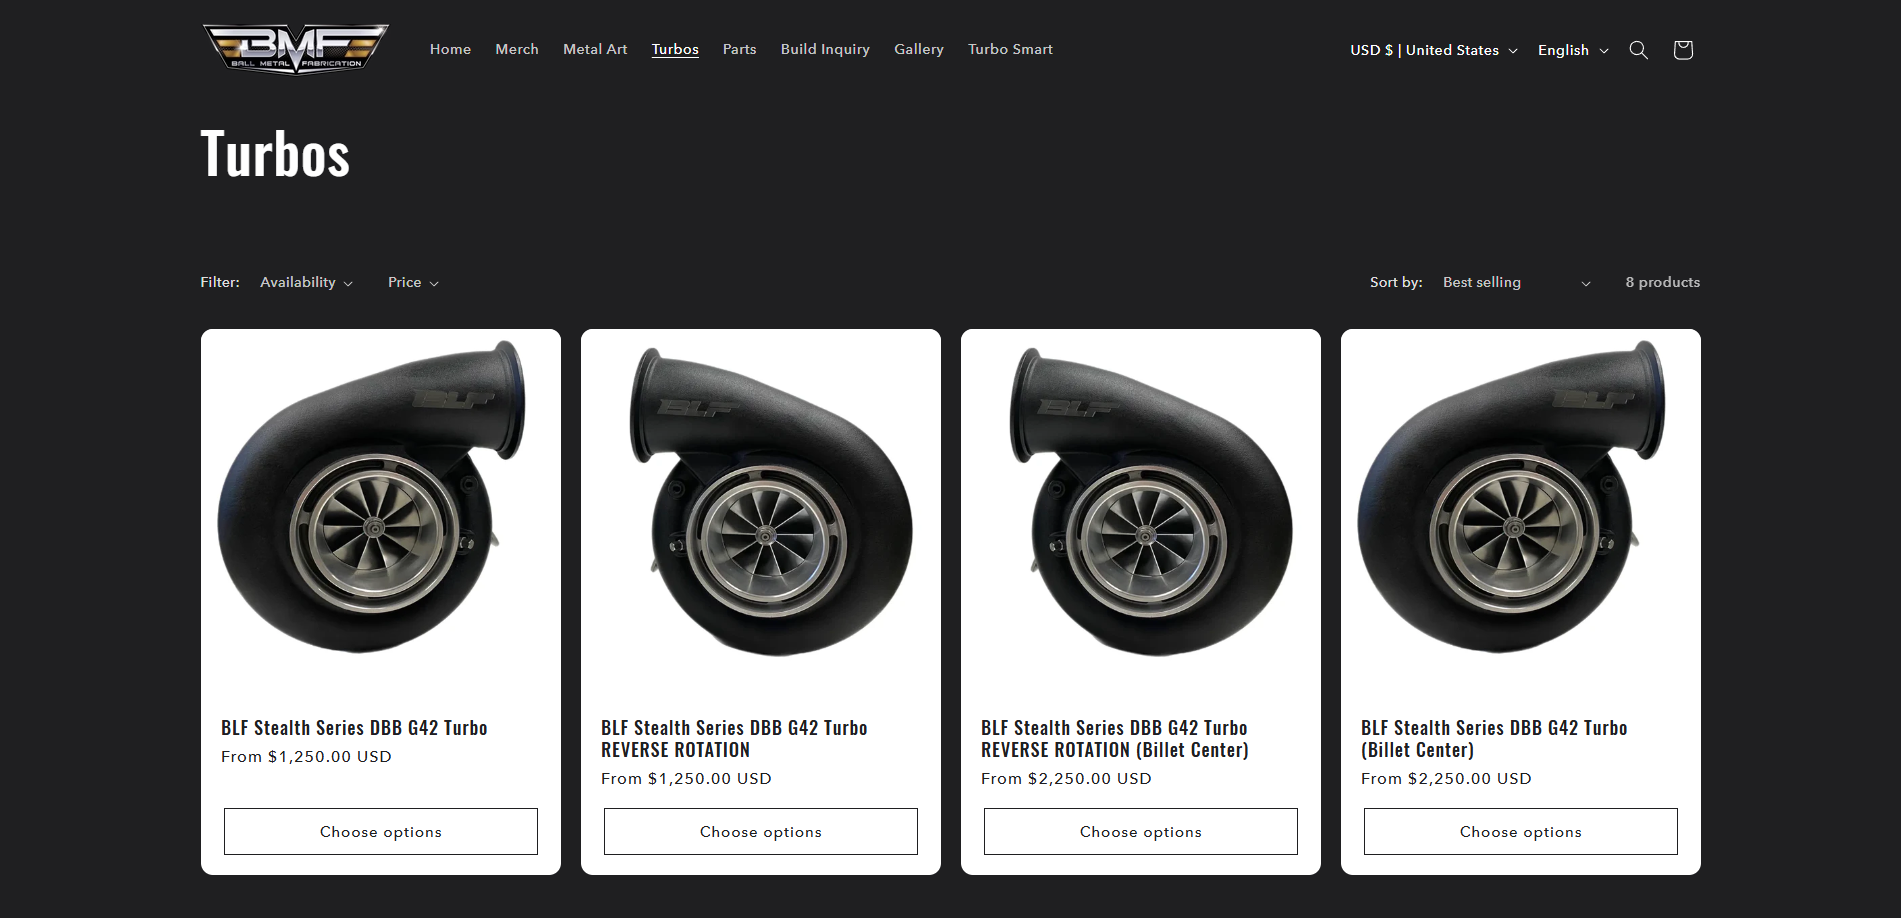 BMF
BALL METAL FABRICATION
Home
Merch
Metal Art
Turbos
Parts
Build Inquiry
Gallery
Turbo Smart
USD $ | United States
English
Turbos
Filter:
Availability
Price
Sort by:
Best selling
8 products
BLF
BLF
BLF
BLF
BLF Stealth Series DBB G42 Turbo
From $1,250.00 USD
Choose options
BLF Stealth Series DBB G42 Turbo
REVERSE ROTATION
From $1,250.00 USD
Choose options
BLF Stealth Series DBB G42 Turbo
REVERSE ROTATION (Billet Center)
From $2,250.00 USD
Choose options
BLF Stealth Series DBB G42 Turbo
(Billet Center)
From $2,250.00 USD
Choose options